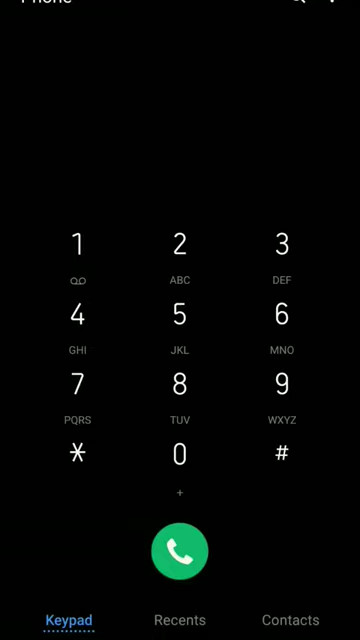 Phone
1 2 3
ABC DEF
4 5 6
GHI JKL MNO
7 8 9
PQRS TUV WXYZ
* 0 #
+
Keypad Recents Contacts